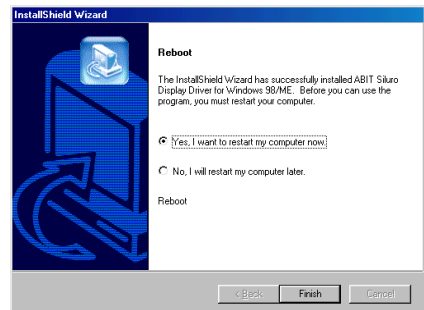 InstallShield Wizard
Reboot
The InstallShield Wizard has successfully installed ABIT Siluro
Display Driver for Windows 98/ME. Before you can use the
program, you must restart your computer.
Yes, I want to restart my computer now.
No, I will restart my computer later.
Reboot
< Back
Finish
Cancel